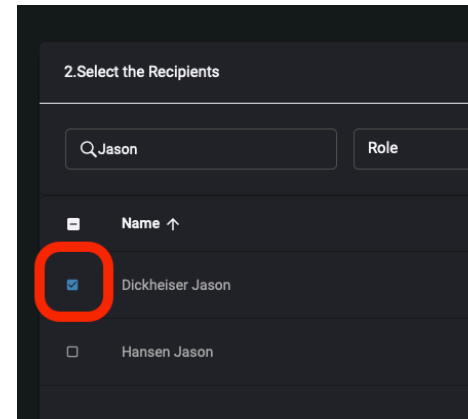 2.Select the Recipients
Jason
Role
Name ↑
Dickheiser Jason
Hansen Jason